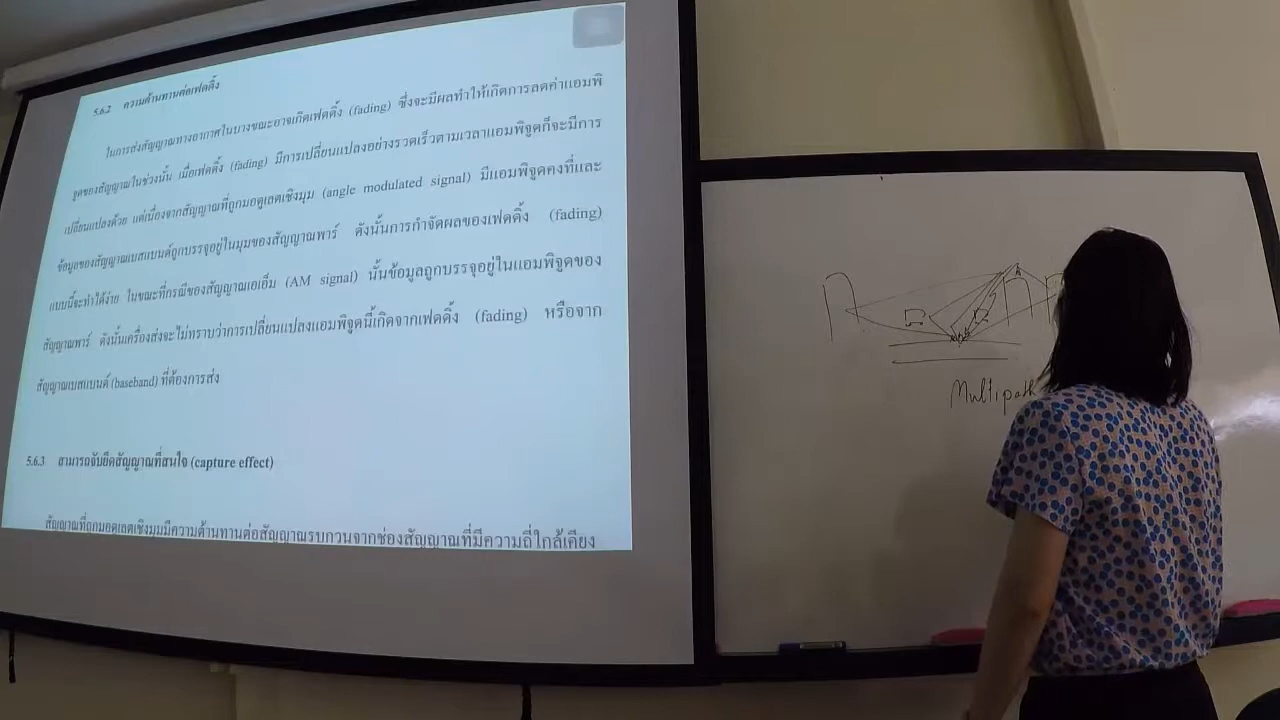 5.6.2 ความต้านทานต่อเฟดดิ้ง
ในการส่งสัญญาณทางอากาศในบางขณะอาจเกิดเฟดดิ้ง (fading) ซึ่งจะมีผลทำให้เกิดการลดค่าแอมพิ
จูดของสัญญาณในช่วงนั้น เมื่อเฟดดิ้ง (fading) มีการเปลี่ยนแปลงอย่างรวดเร็วตามเวลาแอมพิจูดก็จะมีการ
เปลี่ยนแปลงด้วย แต่เนื่องจากสัญญาณที่ถูกมอดูเลตเชิงมุม (angle modulated signal) มีแอมพิจูดคงที่และ
ข้อมูลของสัญญาณเบสแบนด์ถูกบรรจุอยู่ในมุมของสัญญาณพาร์ ดังนั้นการกำจัดผลของเฟดดิ้ง (fading)
แบบนี้จะทำได้ง่าย ในขณะที่กรณีของสัญญาณเอเอ็ม (AM signal) นั้นข้อมูลถูกบรรจุอยู่ในแอมพิจูดของ
สัญญาณพาร์ ดังนั้นเครื่องส่งจะไม่ทราบว่าการเปลี่ยนแปลงแอมพิจูดนี้เกิดจากเฟดดิ้ง (fading) หรือจาก
สัญญาณเบสแบนด์ (baseband) ที่ต้องการส่ง
5.6.3 สามารถจับยึดสัญญาณที่สนใจ (capture effect)
สัญญาณที่ถูกมอดูเลตเชิงมุมมีความต้านทานต่อสัญญาณรบกวนจากช่องสัญญาณที่มีความถี่ใกล้เคียง
Multipath